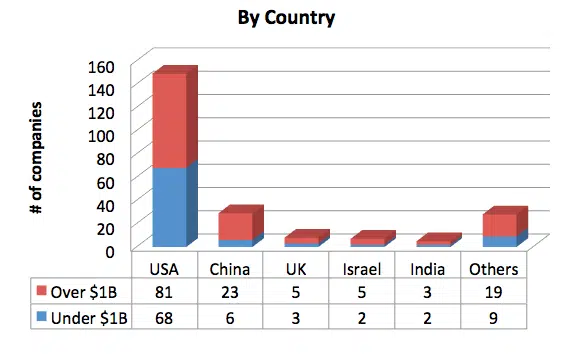 By Country
# of companies
160
140
120
100
80
60
40
20
0
USA China UK Israel India Others
Over $1B 81 23 5 5 3 19
Under $1B 68 6 3 2 2 9